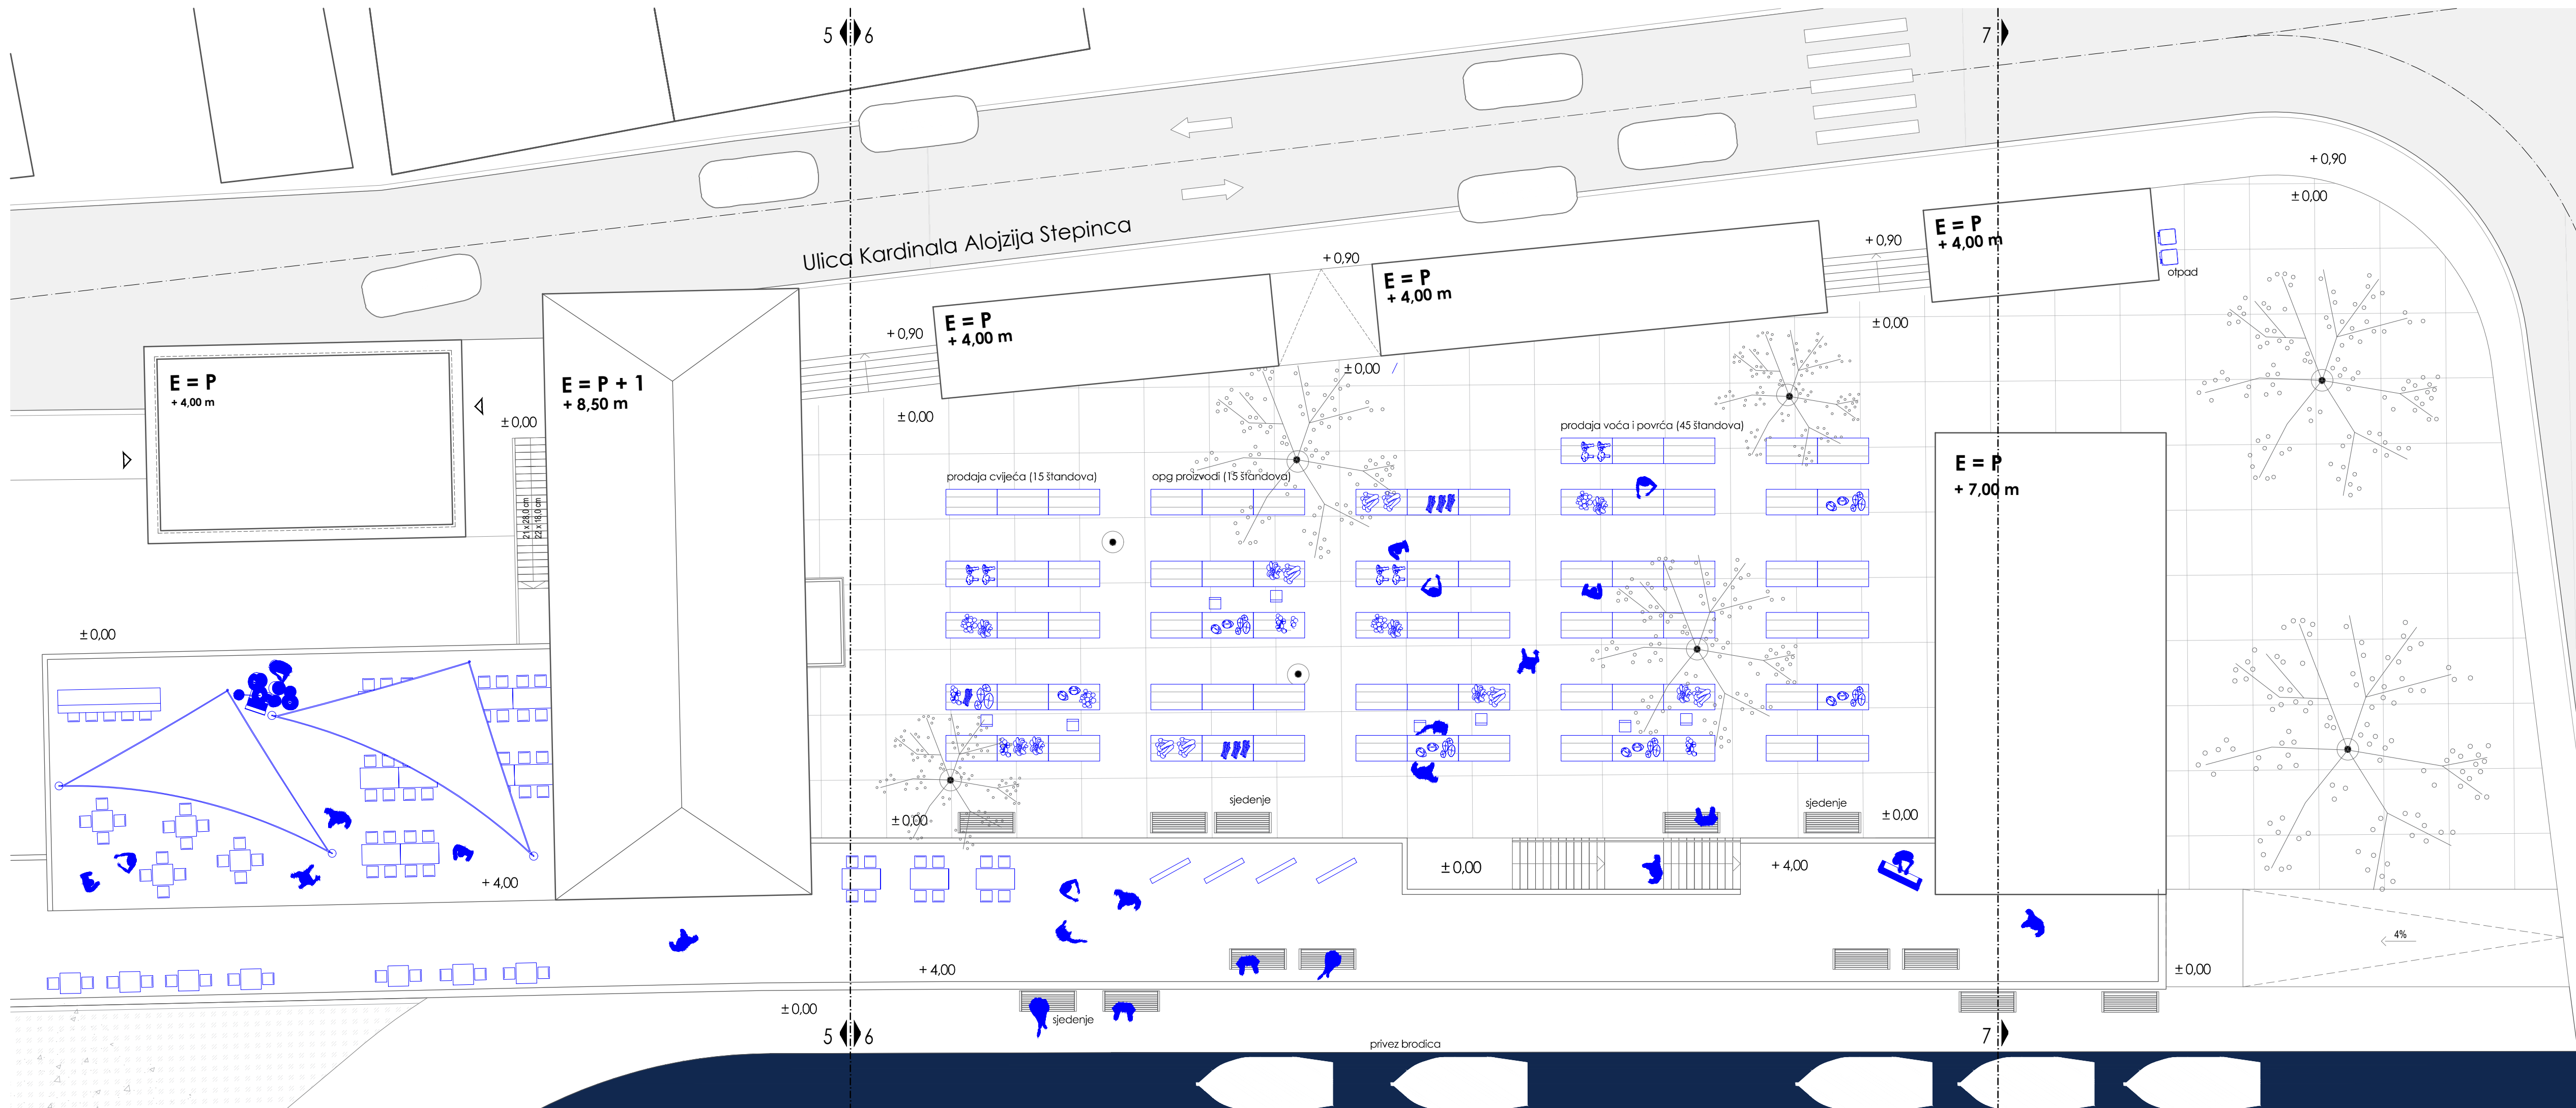 5 6
7
+ 0,90
± 0,00
E = P
+ 4,00 m
Ulica Kardinala Alojzija Stepinca
+ 0,90
+ 0,90
otpad
E = P
+ 4,00 m
E = P
+ 4,00 m
± 0,00
+ 0,90
± 0,00
E = P
+ 4,00 m
E = P + 1
+ 8,50 m
± 0,00
± 0,00
prodaja voća i povrća (45 štandova)
prodaja cvijeća (15 štandova)
opg proizvodi (15 štandova)
E = P
+ 7,00 m
21 x 28.0 cm
22 x 18.0 cm
± 0,00
sjedenje
sjedenje
± 0,00
± 0,00
± 0,00
+ 4,00
+ 4,00
4%
+ 4,00
± 0,00
± 0,00
sjedenje
5 6
7
privez brodica